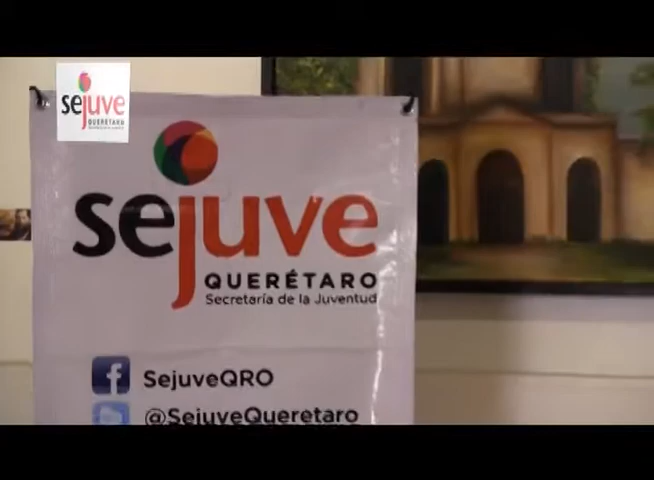 sejuve
QUERÉTARO
sejuve
QUERÉTARO
Secretaría de la Juventud
SejuveQRO
@SejuveQueretaro